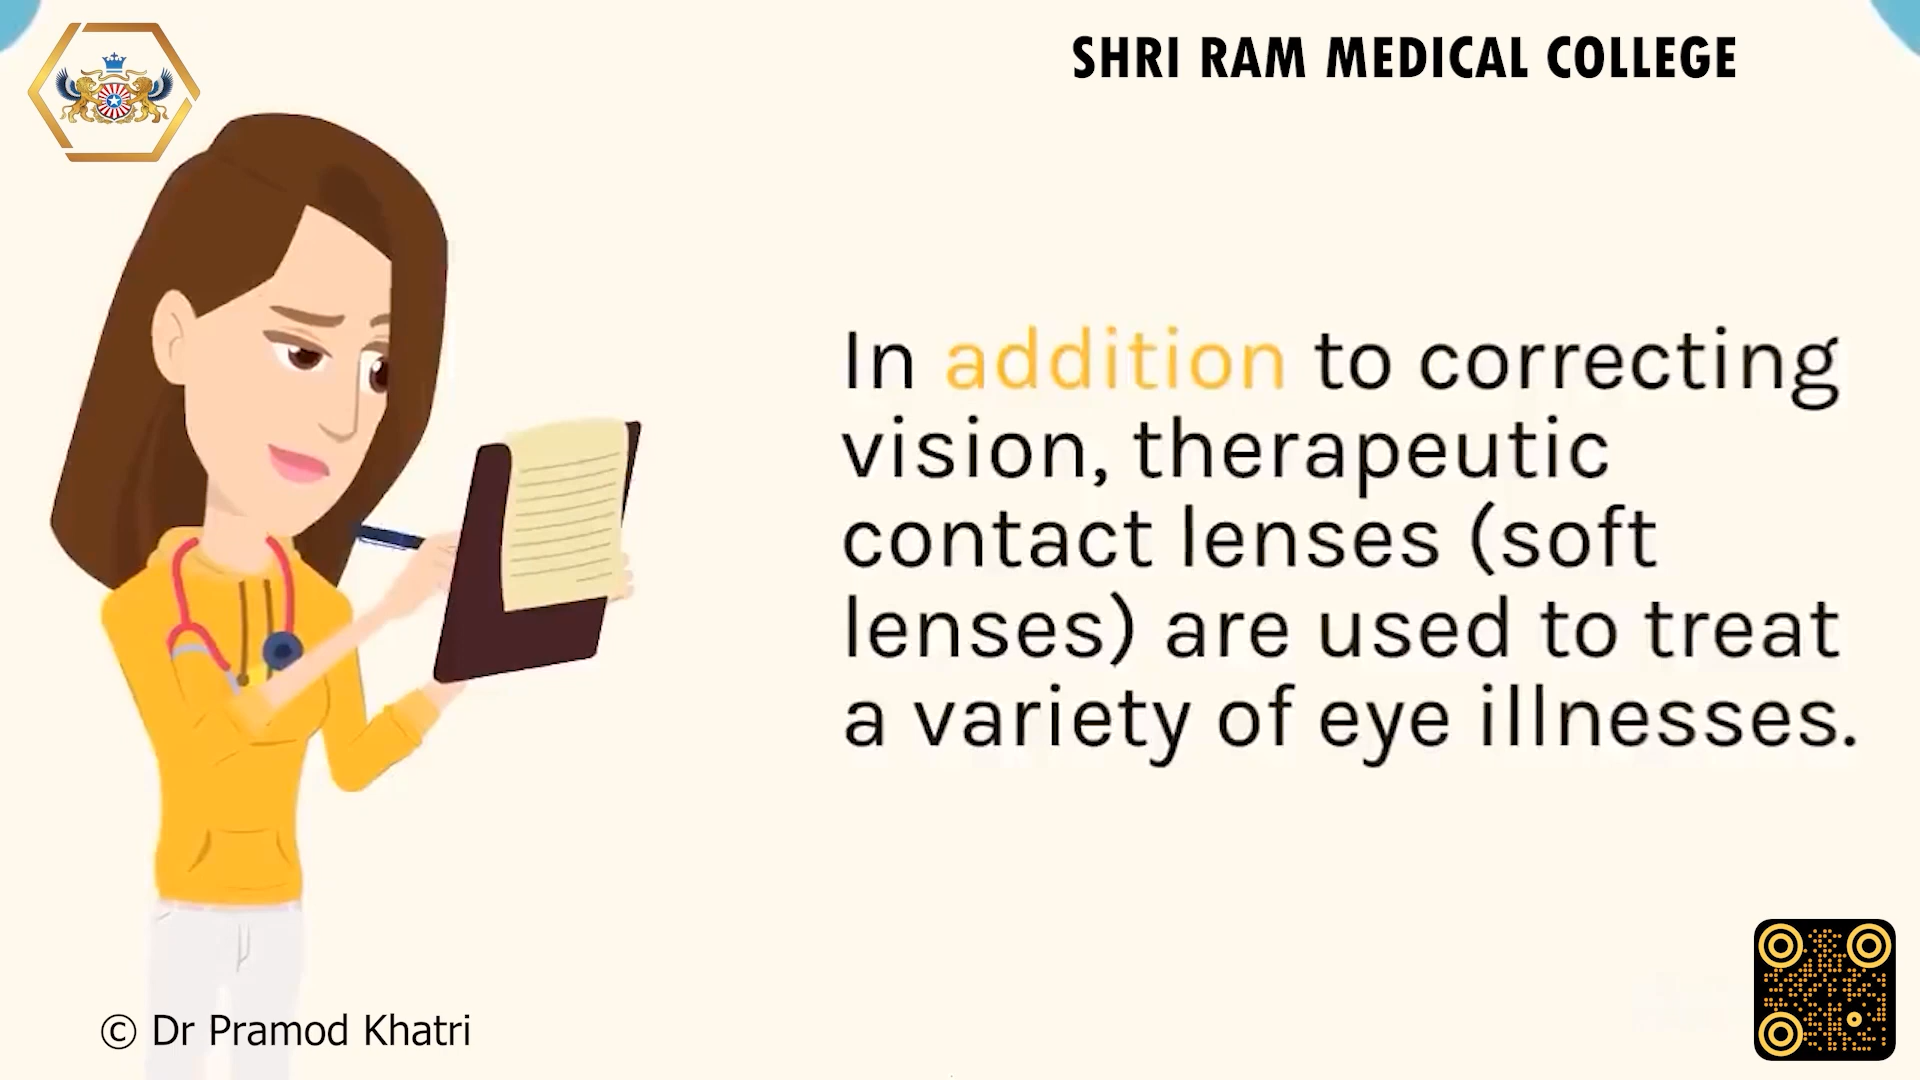 SHRI RAM MEDICAL COLLEGE
In addition to correcting
vision, therapeutic
contact lenses (soft
lenses) are used to treat
a variety of eye illnesses.
© Dr Pramod Khatri